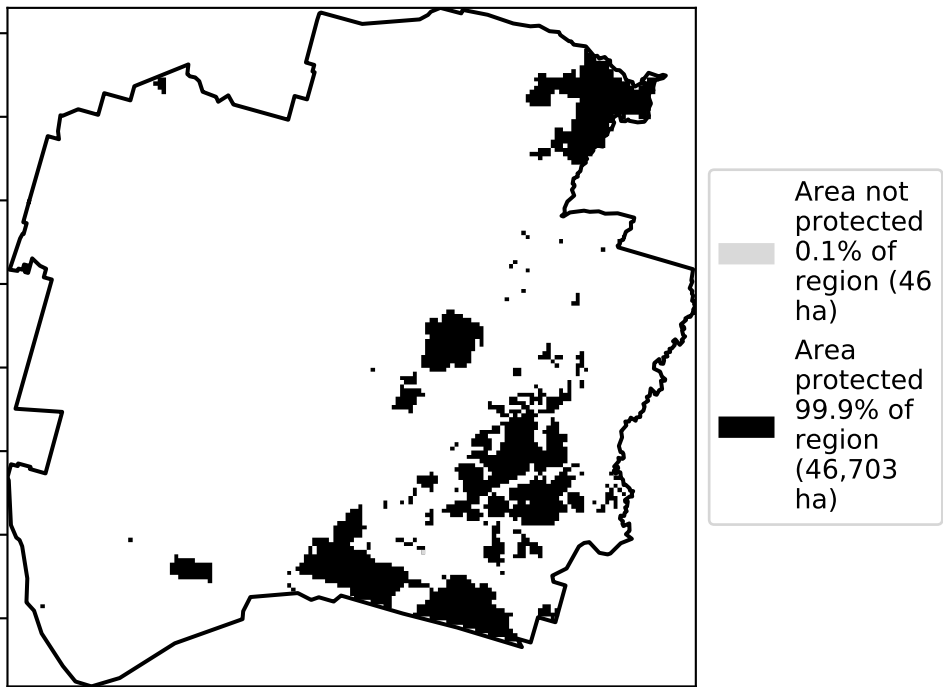 Area not
protected
0.1% of
region (46
ha)
Area
protected
99.9% of
region
(46,703
ha)